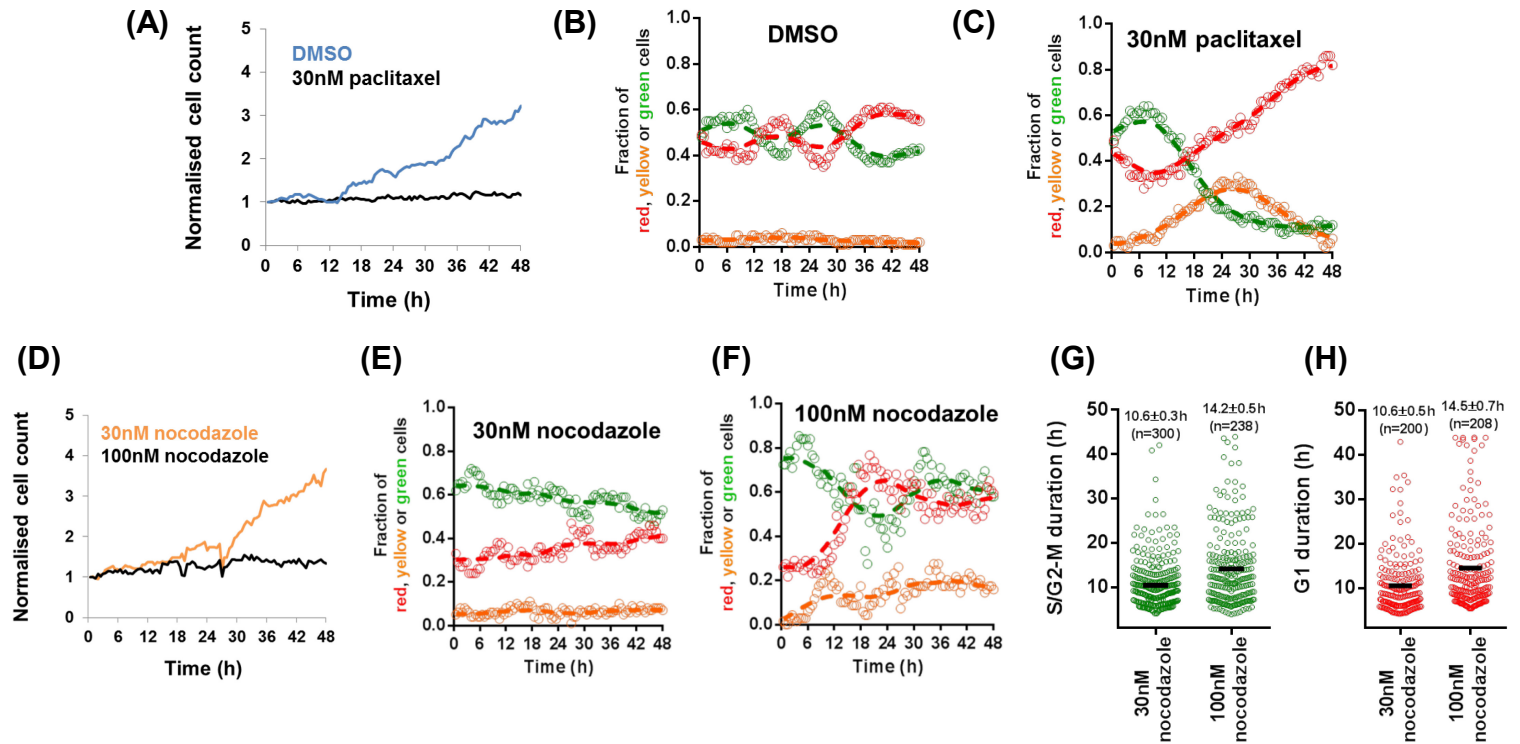 (A)
Normalised cell count
5
4
3
2
1
0
DMSO
30nM paclitaxel
0 6 12 18 24 30 36 42 48
Time (h)
(B)
Fraction of
red, yellow or green cells
1.0
0.8
0.6
0.4
0.2
0.0
DMSO
0 6 12 18 24 30 36 42 48
Time (h)
(C)
Fraction of
red, yellow or green cells
1.0
0.8
0.6
0.4
0.2
0.0
30nM paclitaxel
0 6 12 18 24 30 36 42 48
Time (h)
(D)
Normalised cell count
5
4
3
2
1
0
30nM nocodazole
100nM nocodazole
0 6 12 18 24 30 36 42 48
Time (h)
(E)
Fraction of
red, yellow or green cells
1.0
0.8
0.6
0.4
0.2
0.0
30nM nocodazole
0 6 12 18 24 30 36 42 48
Time (h)
(F)
Fraction of
red, yellow or green cells
1.0
0.8
0.6
0.4
0.2
0.0
100nM nocodazole
0 6 12 18 24 30 36 42 48
Time (h)
(G)
S/G2-M duration (h)
50
40
30
20
10
10.6±0.3h
(n=300)
14.2±0.5h
(n=238)
30nM
nocodazole
100nM
nocodazole
(H)
G1 duration (h)
50
40
30
20
10
10.6±0.5h
(n=200)
14.5±0.7h
(n=208)
30nM
nocodazole
100nM
nocodazole